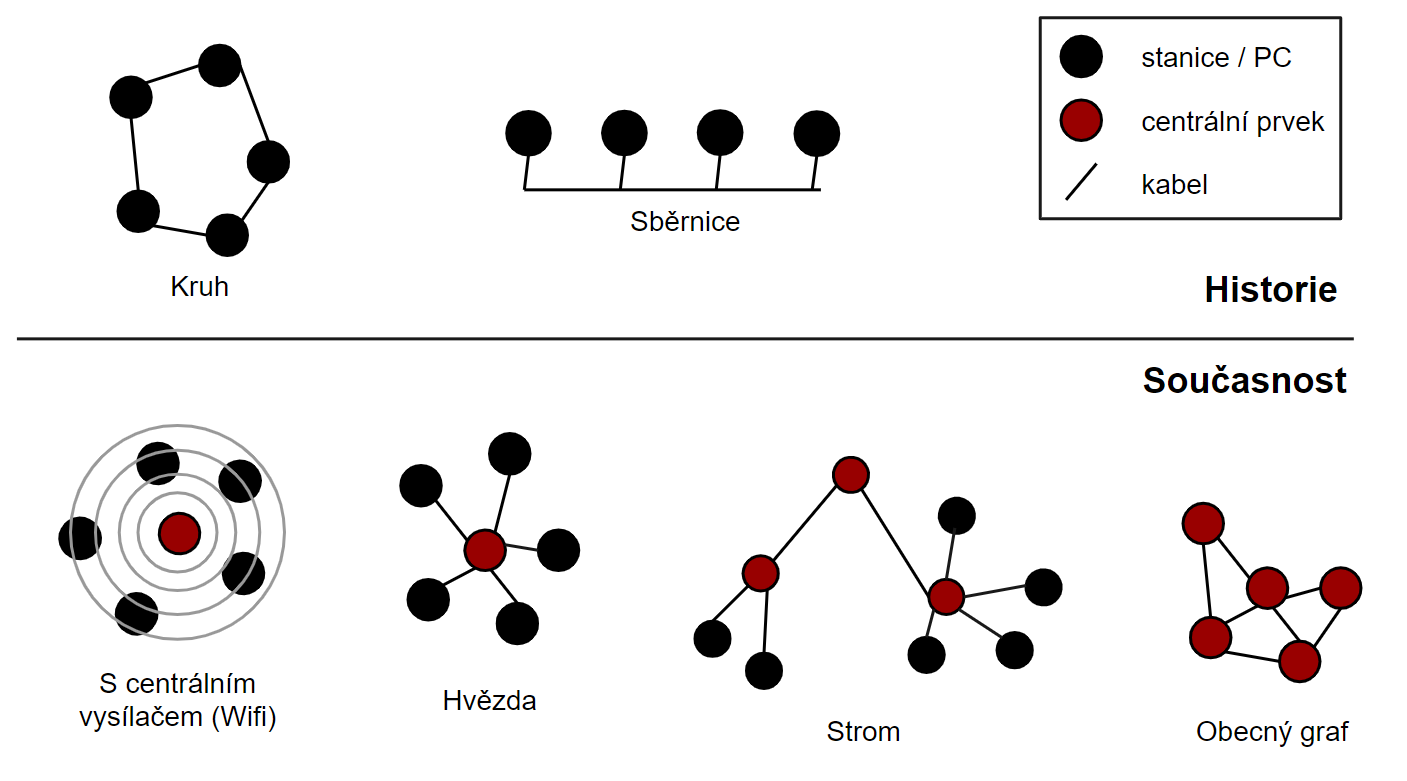 stanice / PC
centrální prvek
kabel
Sběrnice
Kruh
Historie
Současnost
S centrálním
vysílačem (Wifi)
Hvězda
Strom
Obecný graf